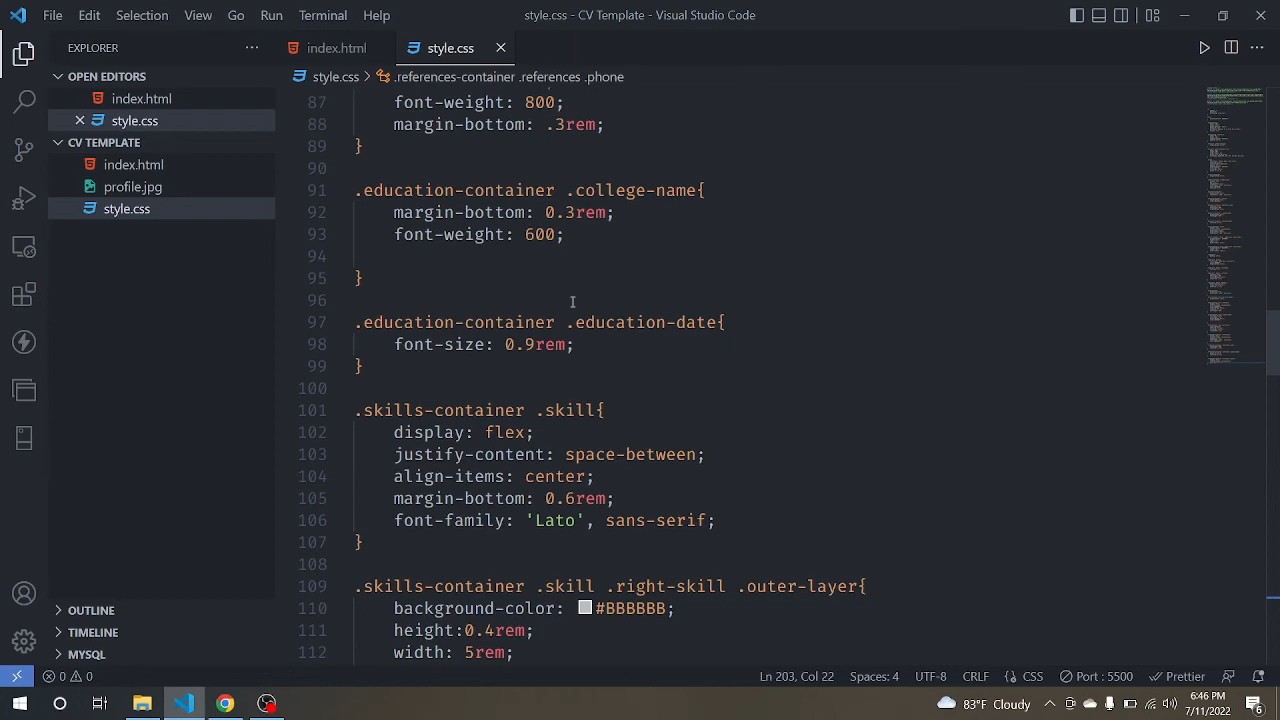 File Edit Selection View Go Run Terminal Help style.css - CV Template - Visual Studio Code
EXPLORER
index.html
style.css
OPEN EDITORS
style.css > .references-container .references .phone
index.html
style.css
CV TEMPLATE
index.html
profile.jpg
style.css
87 font-weight: 800;
88 margin-bottom: .3rem;
89 }
90
91 .education-container .college-name{
92 margin-bottom: 0.3rem;
93 font-weight: 600;
94
95 }
96
97 .education-container .education-date{
98 font-size: 0.9rem;
99 }
100
101 .skills-container .skill{
102 display: flex;
103 justify-content: space-between;
104 align-items: center;
105 margin-bottom: 0.6rem;
106 font-family: 'Lato', sans-serif;
107 }
108
109 .skills-container .skill .right-skill .outer-layer{
110 background-color: #BBBBBB;
111 height:0.4rem;
112 width: 5rem;
OUTLINE
TIMELINE
MYSQL
0 0 Ln 203, Col 22 Spaces: 4 UTF-8 CRLF {} CSS Port : 5500 Prettier
83°F Cloudy 6:46 PM
7/11/2022 6